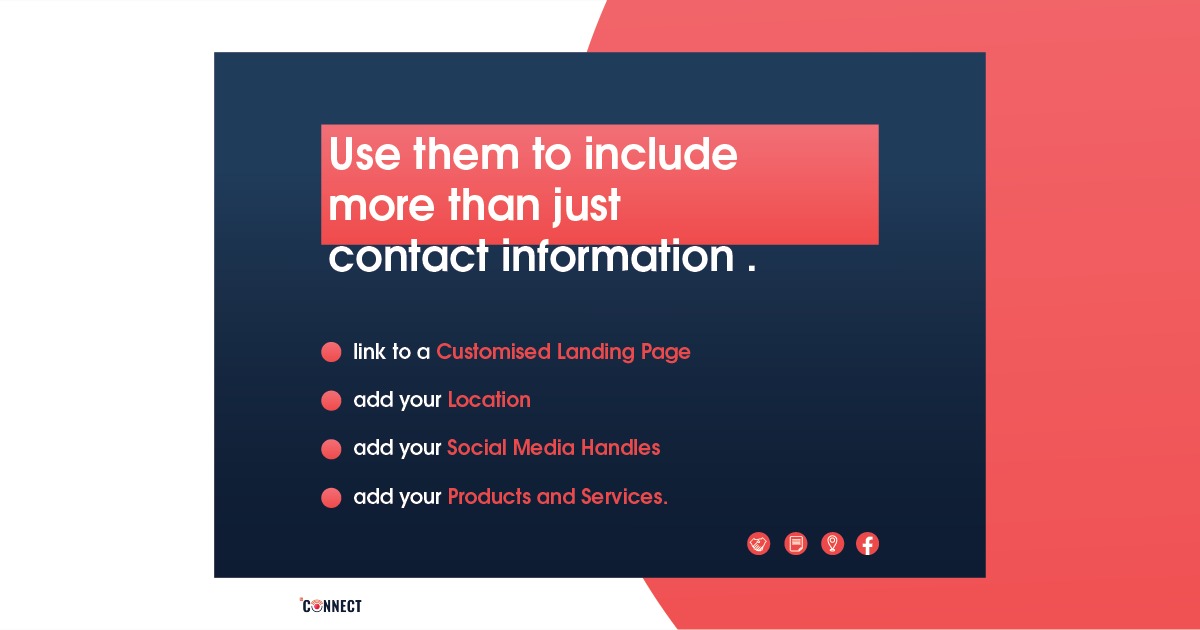 Use them to include
more than just
contact information .
link to a Customised Landing Page
add your Location
add your Social Media Handles
add your Products and Services.
CONNECT